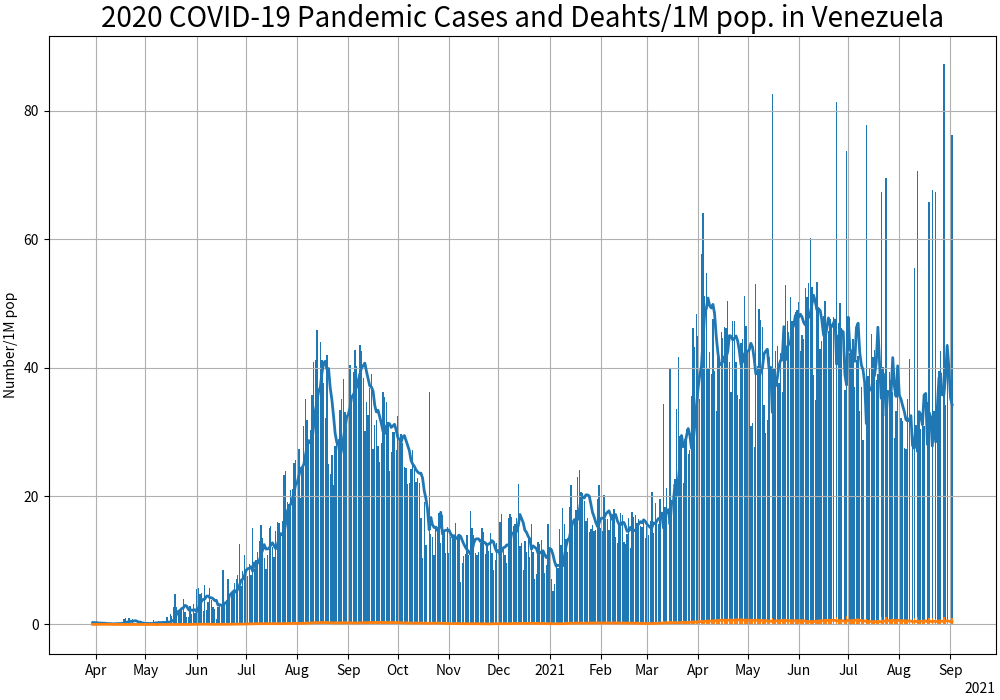 2020 COVID-19 Pandemic Cases and Deahts/1M pop. in Venezuela
Number/1M pop
80
60
40
20
0
Apr May Jun Jul Aug Sep Oct Nov Dec 2021 Feb Mar Apr May Jun Jul Aug Sep
2021